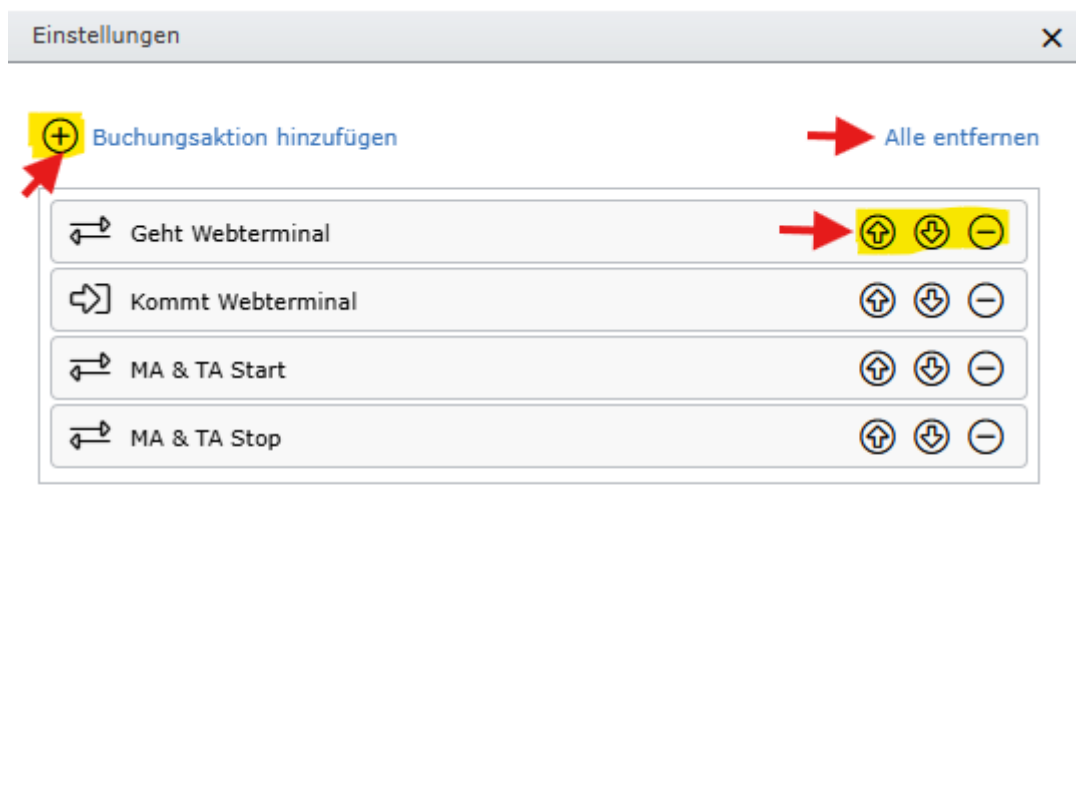 Einstellungen
Buchungsaktion hinzufügen Alle entfernen
Geht Webterminal
Kommt Webterminal
MA & TA Start
MA & TA Stop